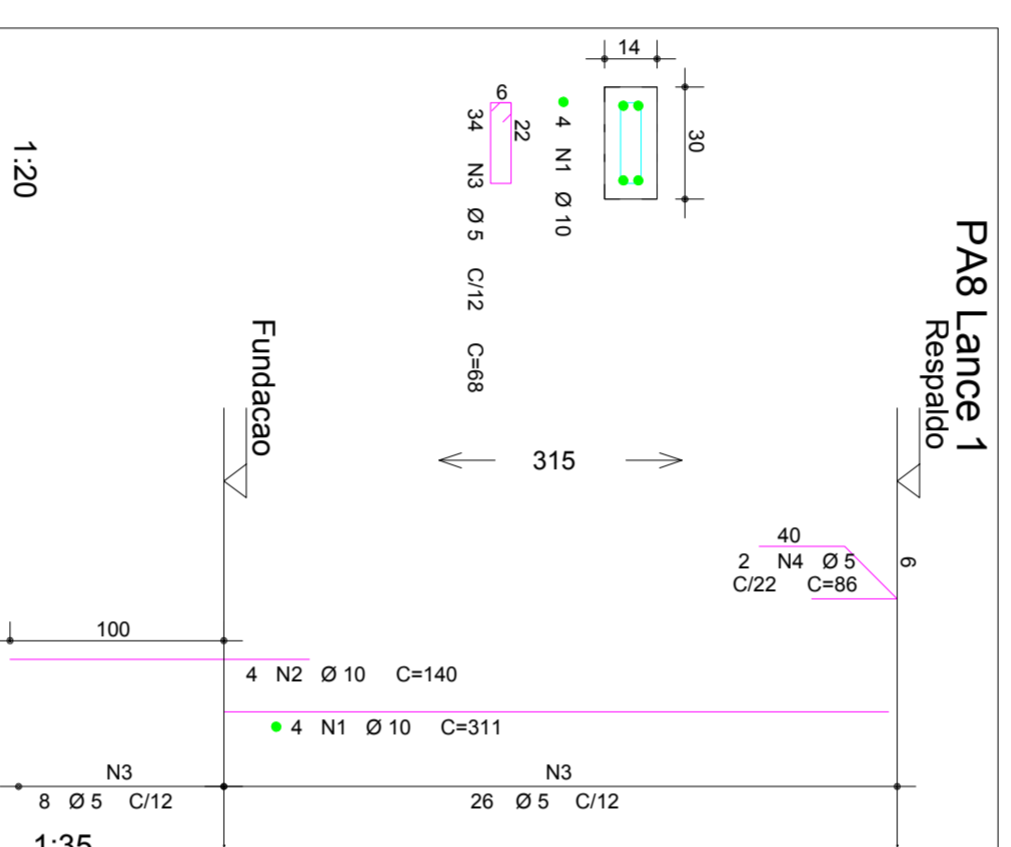 PA8 Lance 1
Respaldo
14
30
4 N1 Ø 10
6
22
34 N3 Ø 5 C/12 C=68
1:20
Fundacao
315
40
6
2 N4 Ø 5
C/22 C=86
100
4 N2 Ø 10 C=140
4 N1 Ø 10 C=311
N3
8 Ø 5 C/12
N3
26 Ø 5 C/12
1:35